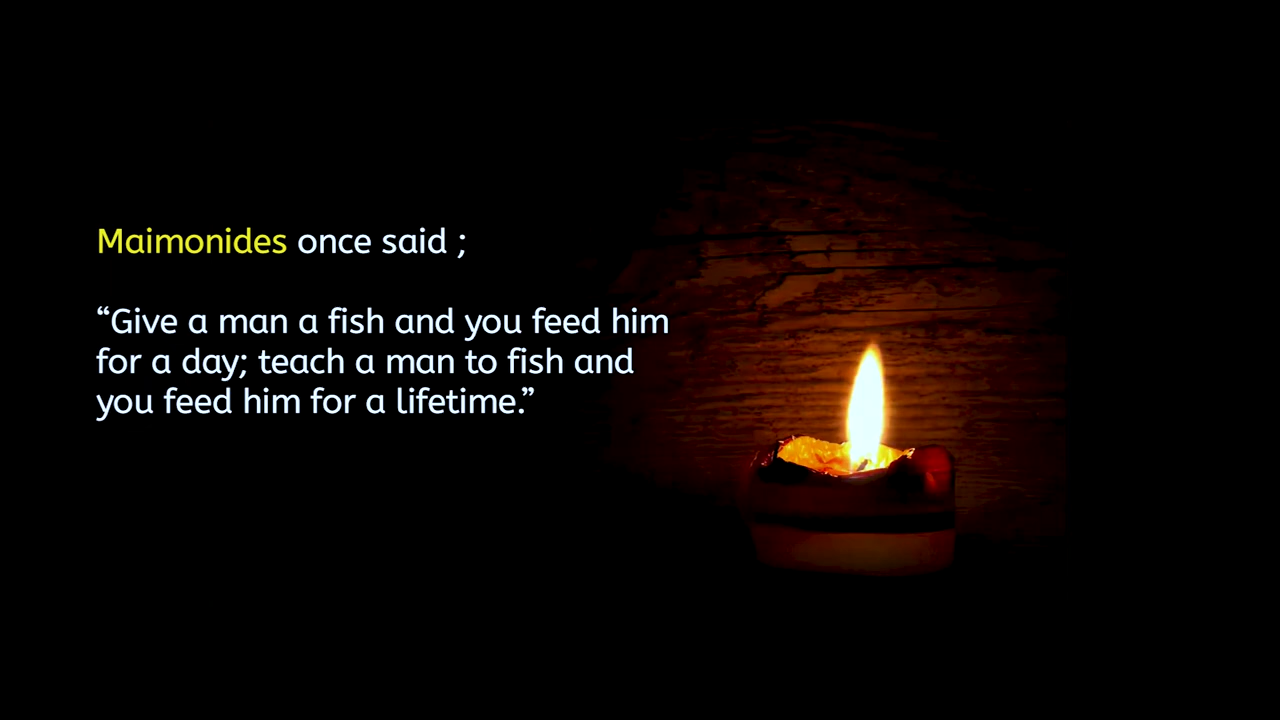 Maimonides once said ;
“Give a man a fish and you feed him
for a day; teach a man to fish and
you feed him for a lifetime.”